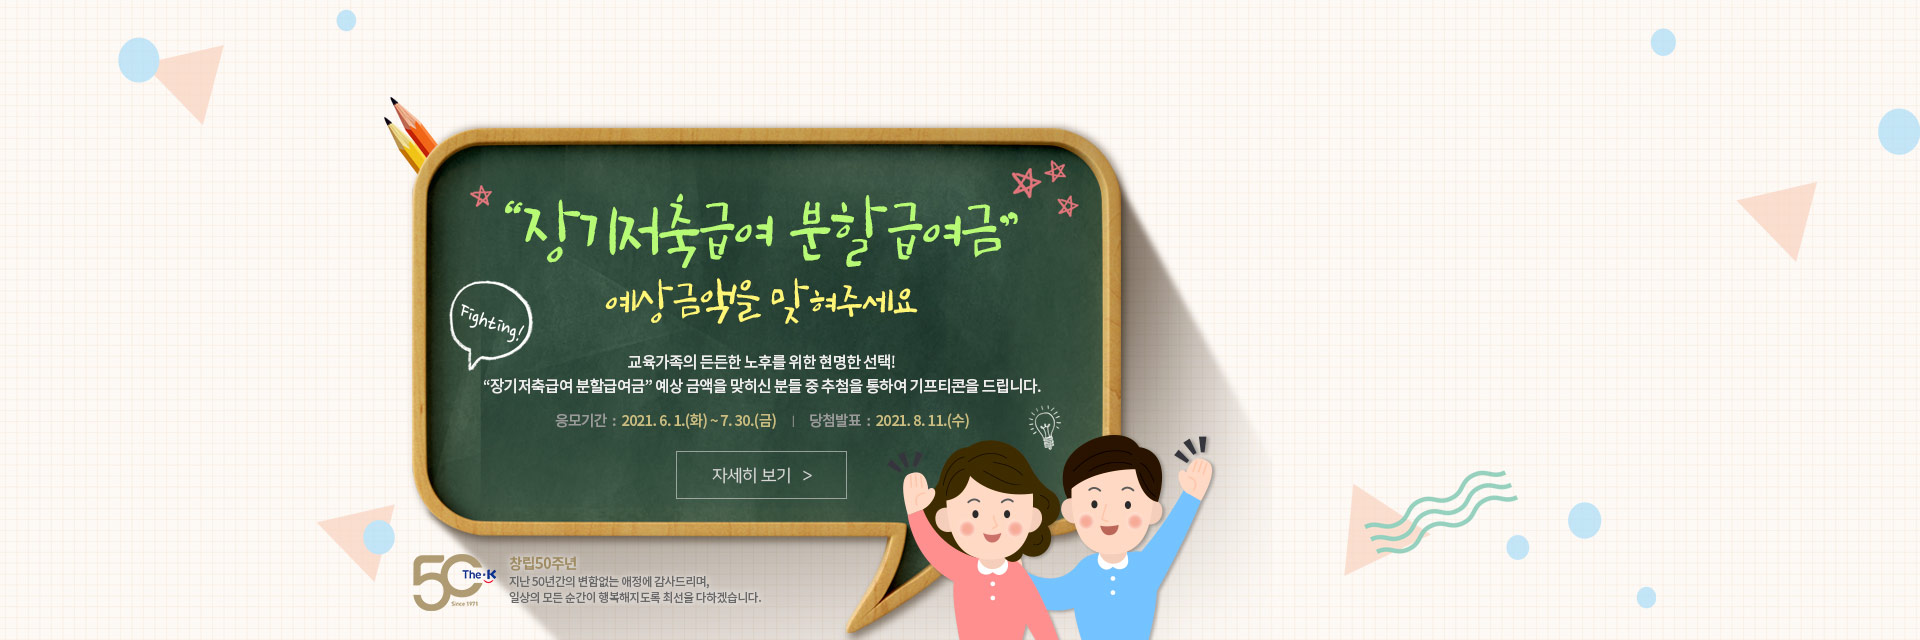 “장기저축급여 분할급여금”
예상금액을 맞혀주세요
Fighting!
교육가족의 든든한 노후를 위한 현명한 선택!
“장기저축급여 분할급여금” 예상 금액을 맞히신 분들 중 추첨을 통하여 기프티콘을 드립니다.
응모기간 : 2021. 6. 1.(화) ~ 7. 30.(금) | 당첨발표 : 2021. 8. 11.(수)
자세히 보기 >
50 The-K
Since 1971
창립50주년
지난 50년간의 변함없는 애정에 감사드리며,
일상의 모든 순간이 행복해지도록 최선을 다하겠습니다.